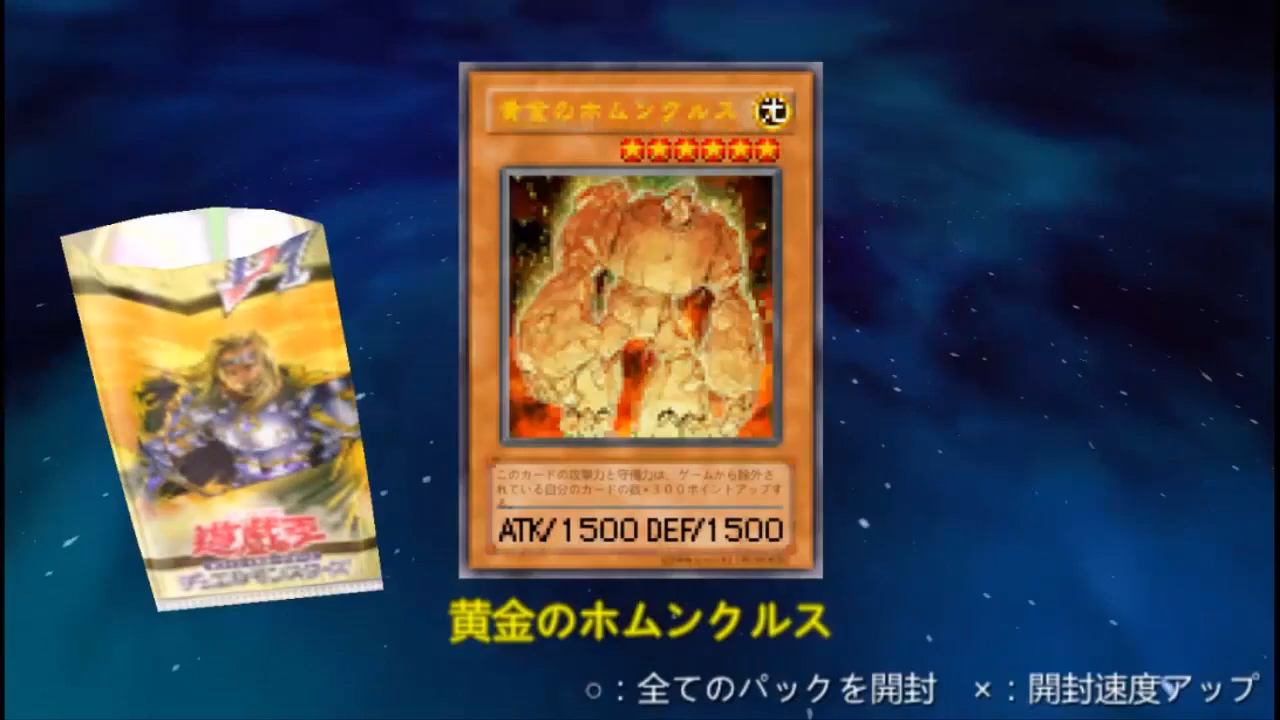 黄金のホムンクルス
光
このカードの攻撃力と守備力は、ゲームから除外さ
れている自分のカードの数×300ポイントアップす
る。
ATK/1500 DEF/1500
P1
遊戯王
デュエルモンスターズ
黄金のホムンクルス
○：全てのパックを開封 ×：開封速度アップ